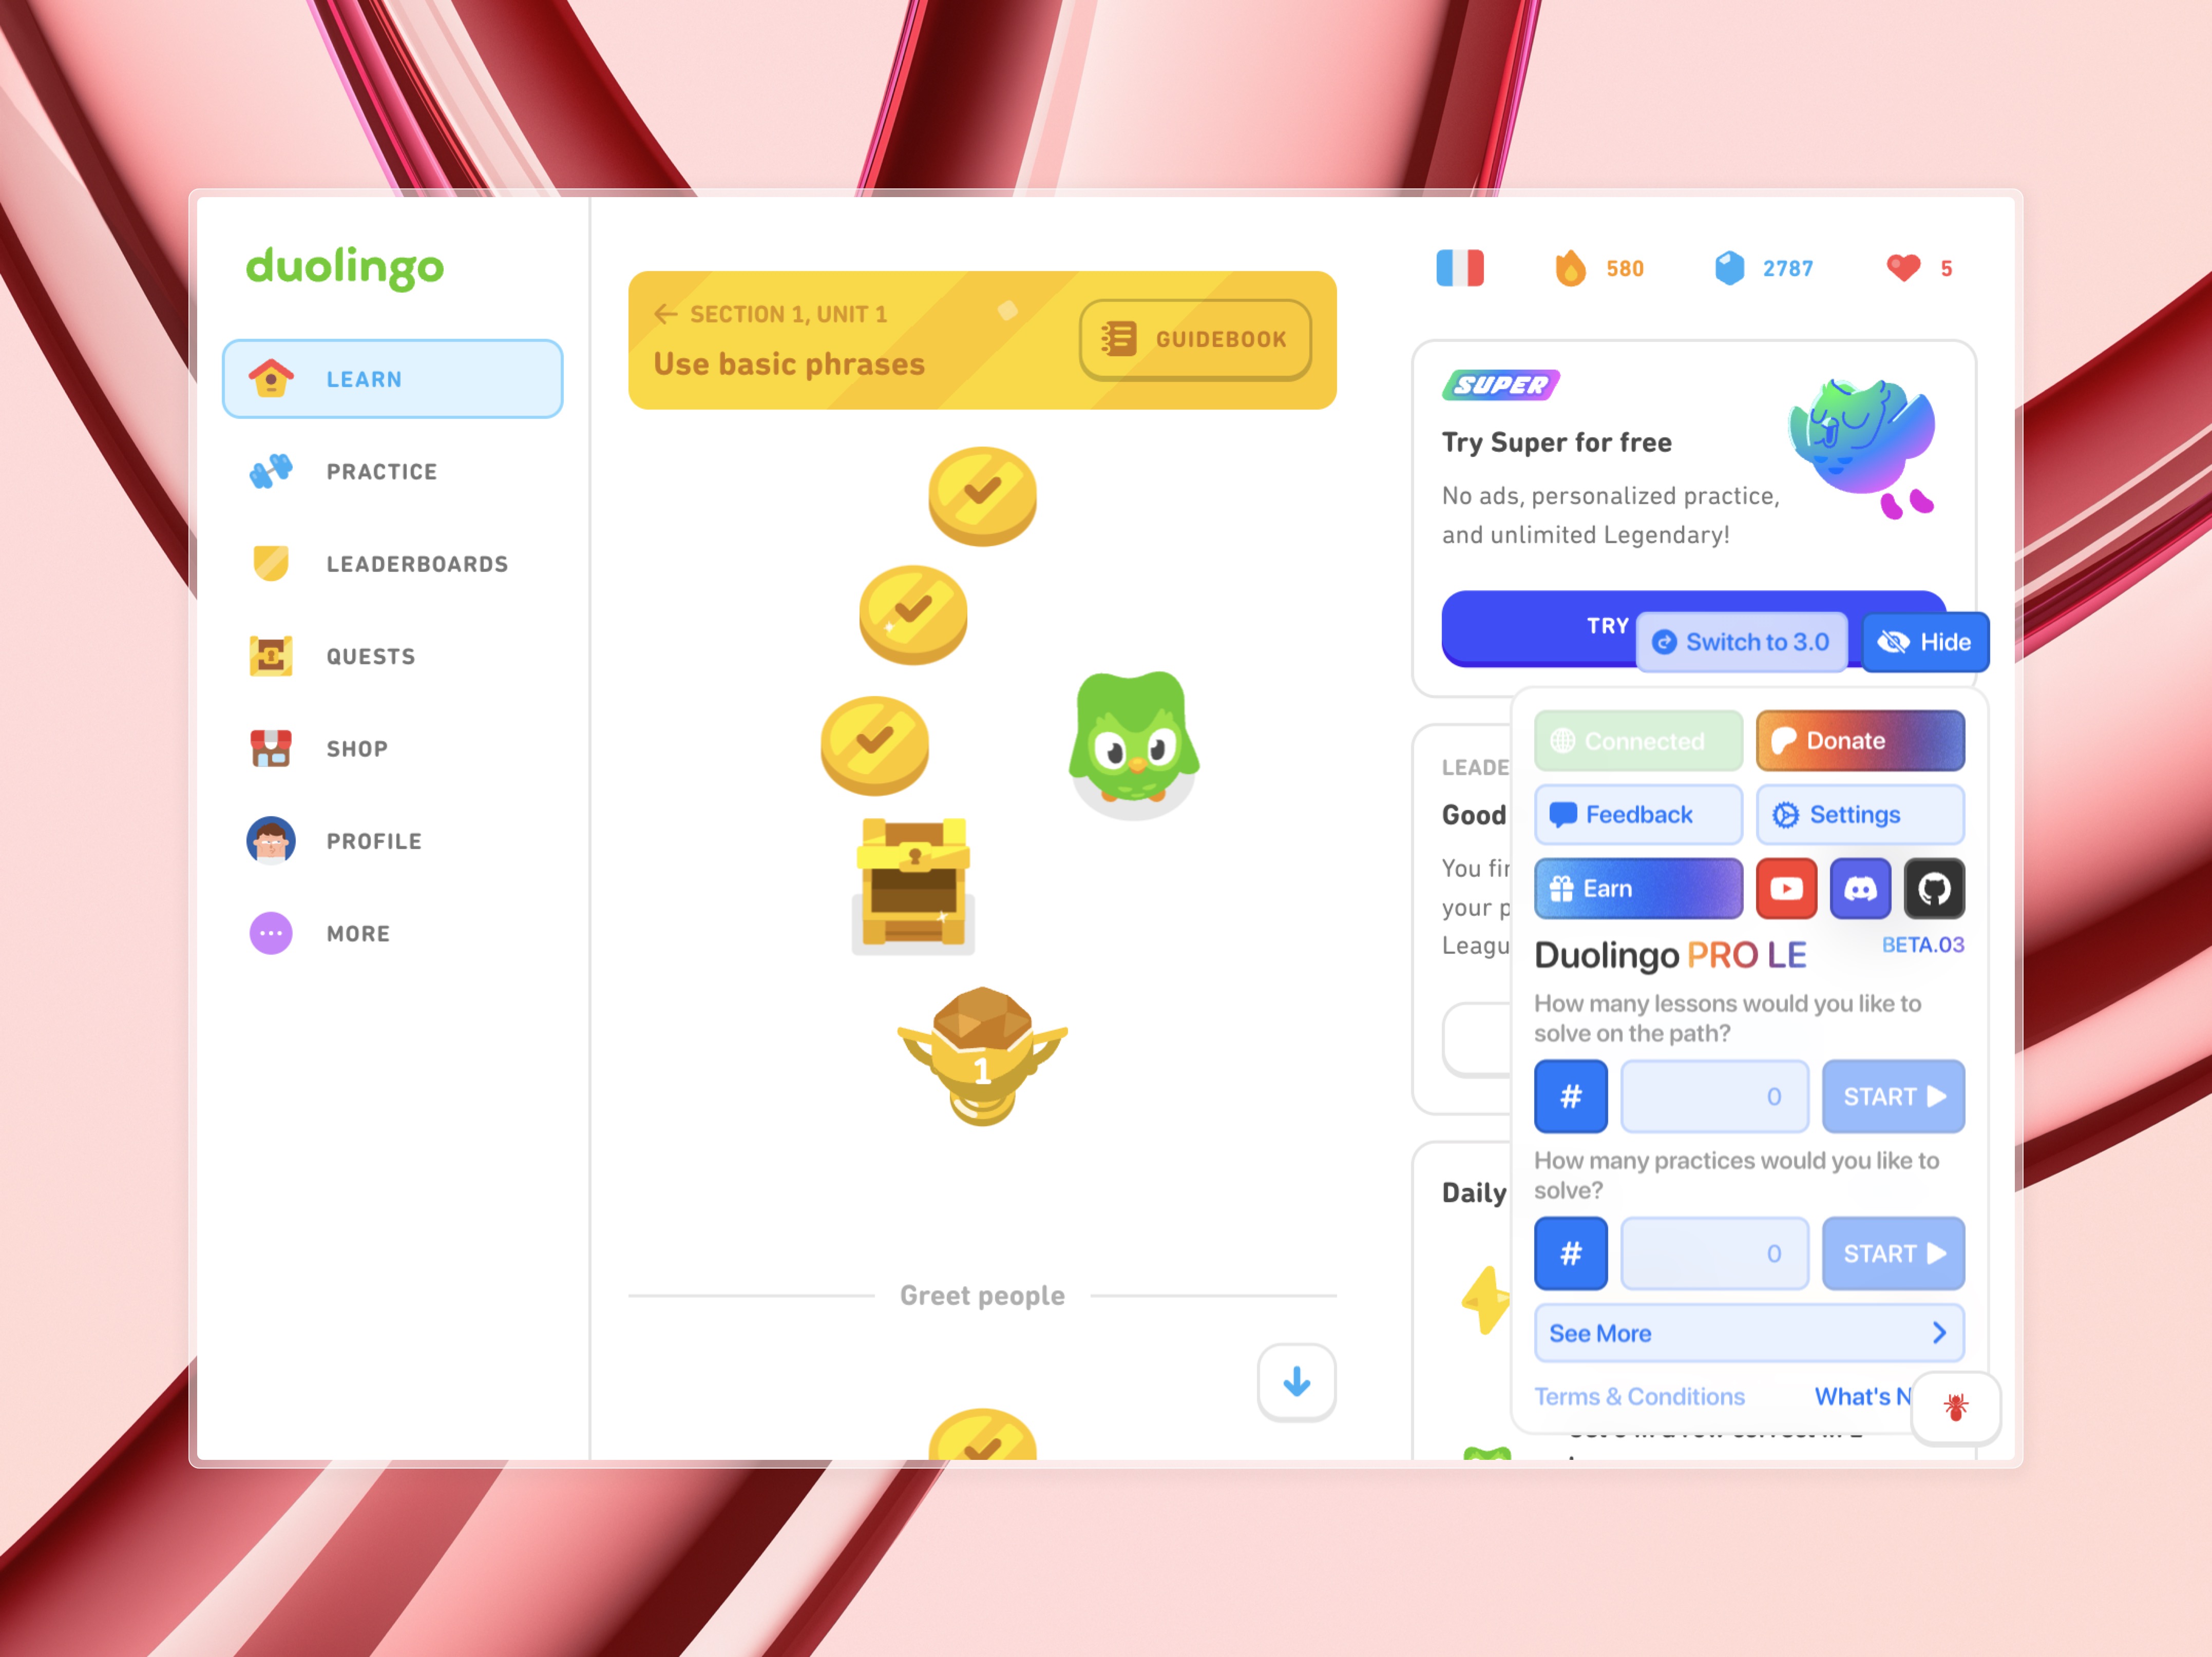 duolingo
LEARN
PRACTICE
LEADERBOARDS
QUESTS
SHOP
PROFILE
MORE
SECTION 1, UNIT 1
Use basic phrases
GUIDEBOOK
1
Greet people
580
2787
5
SUPER
Try Super for free
No ads, personalized practice,
and unlimited Legendary!
TRY
Switch to 3.0
Hide
LEADE
Good
You fin
your p
Leagu
Daily
Connected
Donate
Feedback
Settings
Earn
Duolingo PRO LE
BETA.03
How many lessons would you like to
solve on the path?
#
0
START
How many practices would you like to
solve?
#
0
START
See More
Terms & Conditions
What's N